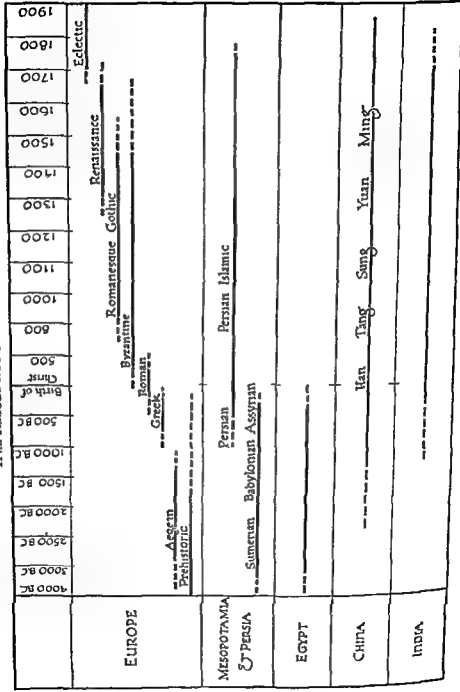 4000 BC 3000 BC 2500 BC 2000 BC 1500 BC 1000 BC 500 BC Birth of Christ 500 800 1000 1100 1200 1300 1400 1500 1600 1700 1800 1900
EUROPE
Eclectic
Renaissance
Romanesque Gothic
Byzantine
Roman
Greek
Aegean
Prehistoric
MESOPOTAMIA
& PERSIA
Persian Persian Islamic
Sumerian Babylonian Assyrian
EGYPT
CHINA
Han Tang Sung Yuan Ming
INDIA